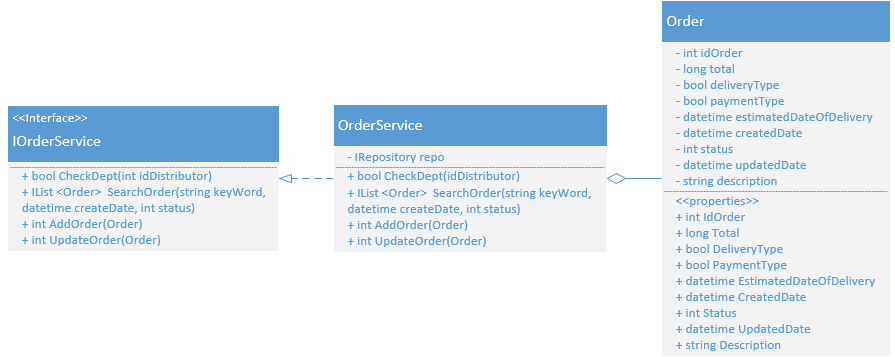 <<Interface>>
IOrderService
+ bool CheckDept(int idDistributor)
+ IList <Order> SearchOrder(string keyWord,
datetime createDate, int status)
+ int AddOrder(Order)
+ int UpdateOrder(Order)
OrderService
- IRepository repo
+ bool CheckDept(idDistributor)
+ IList <Order> SearchOrder(string keyWord,
datetime createDate, int status)
+ int AddOrder(Order)
+ int UpdateOrder(Order)
Order
- int idOrder
- long total
- bool deliveryType
- bool paymentType
- datetime estimatedDateOfDelivery
- datetime createdDate
- int status
- datetime updatedDate
- string description
<<properties>>
+ int IdOrder
+ long Total
+ bool DeliveryType
+ bool PaymentType
+ datetime EstimatedDateOfDelivery
+ datetime CreatedDate
+ int Status
+ datetime UpdatedDate
+ string Description